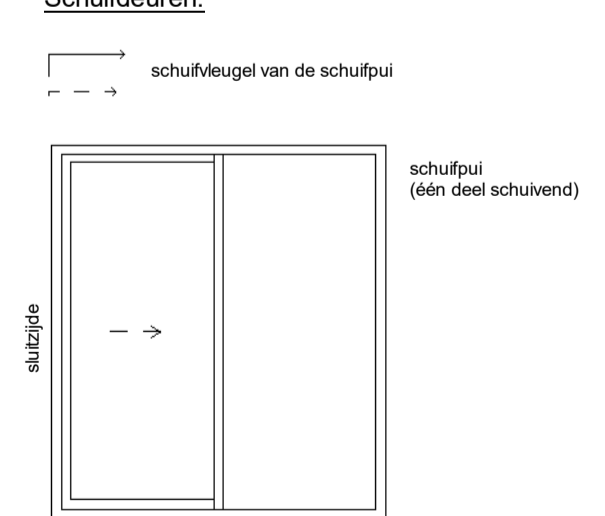 Schuifdeuren:
schuifvleugel van de schuifpui
schuifpui
(één deel schuivend)
sluitzijde